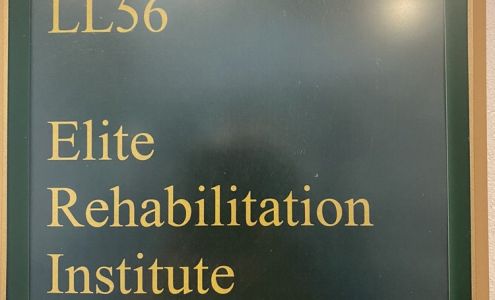 LL56
Elite
Rehabilitation
Institute